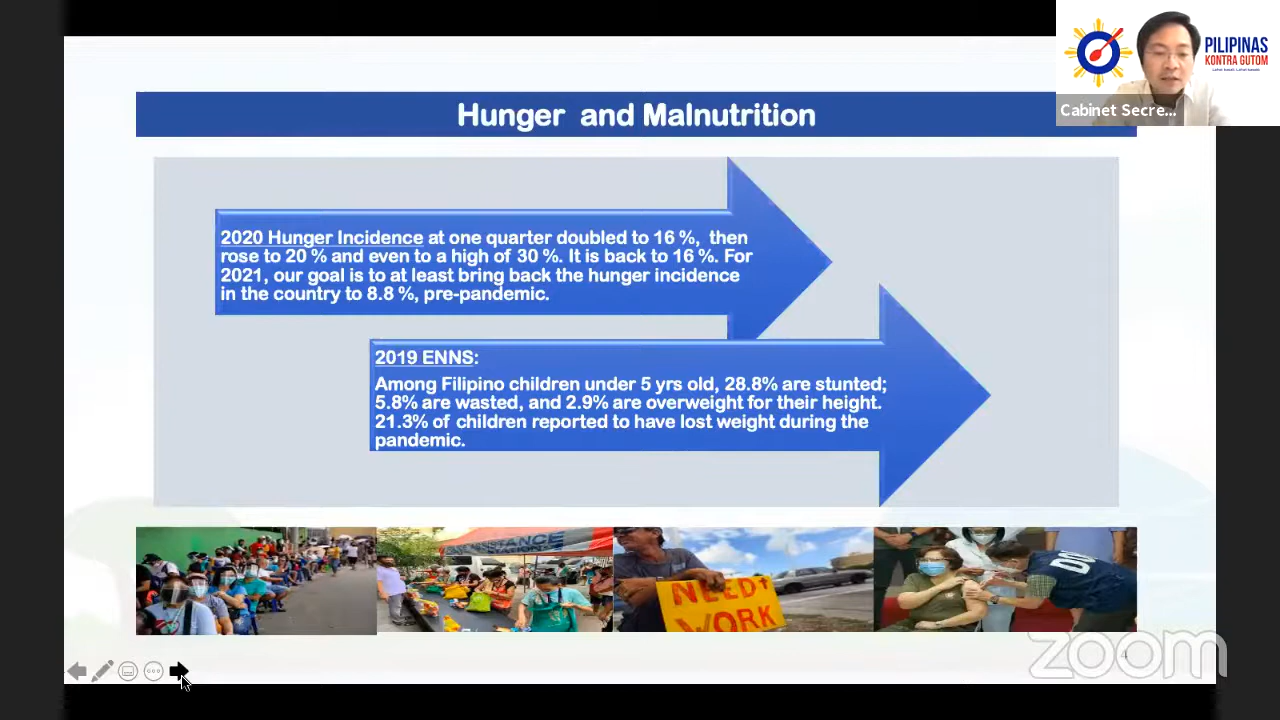 Hunger and Malnutrition
PILIPINAS
KONTRA GUTOM
Cabinet Secre...
2020 Hunger Incidence at one quarter doubled to 16 %, then
rose to 20 % and even to a high of 30 %. It is back to 16 %. For
2021, our goal is to at least bring back the hunger incidence
in the country to 8.8 %, pre-pandemic.
2019 ENNS:
Among Filipino children under 5 yrs old, 28.8% are stunted;
5.8% are wasted, and 2.9% are overweight for their height.
21.3% of children reported to have lost weight during the
pandemic.
NEED
WORK
zoom
4